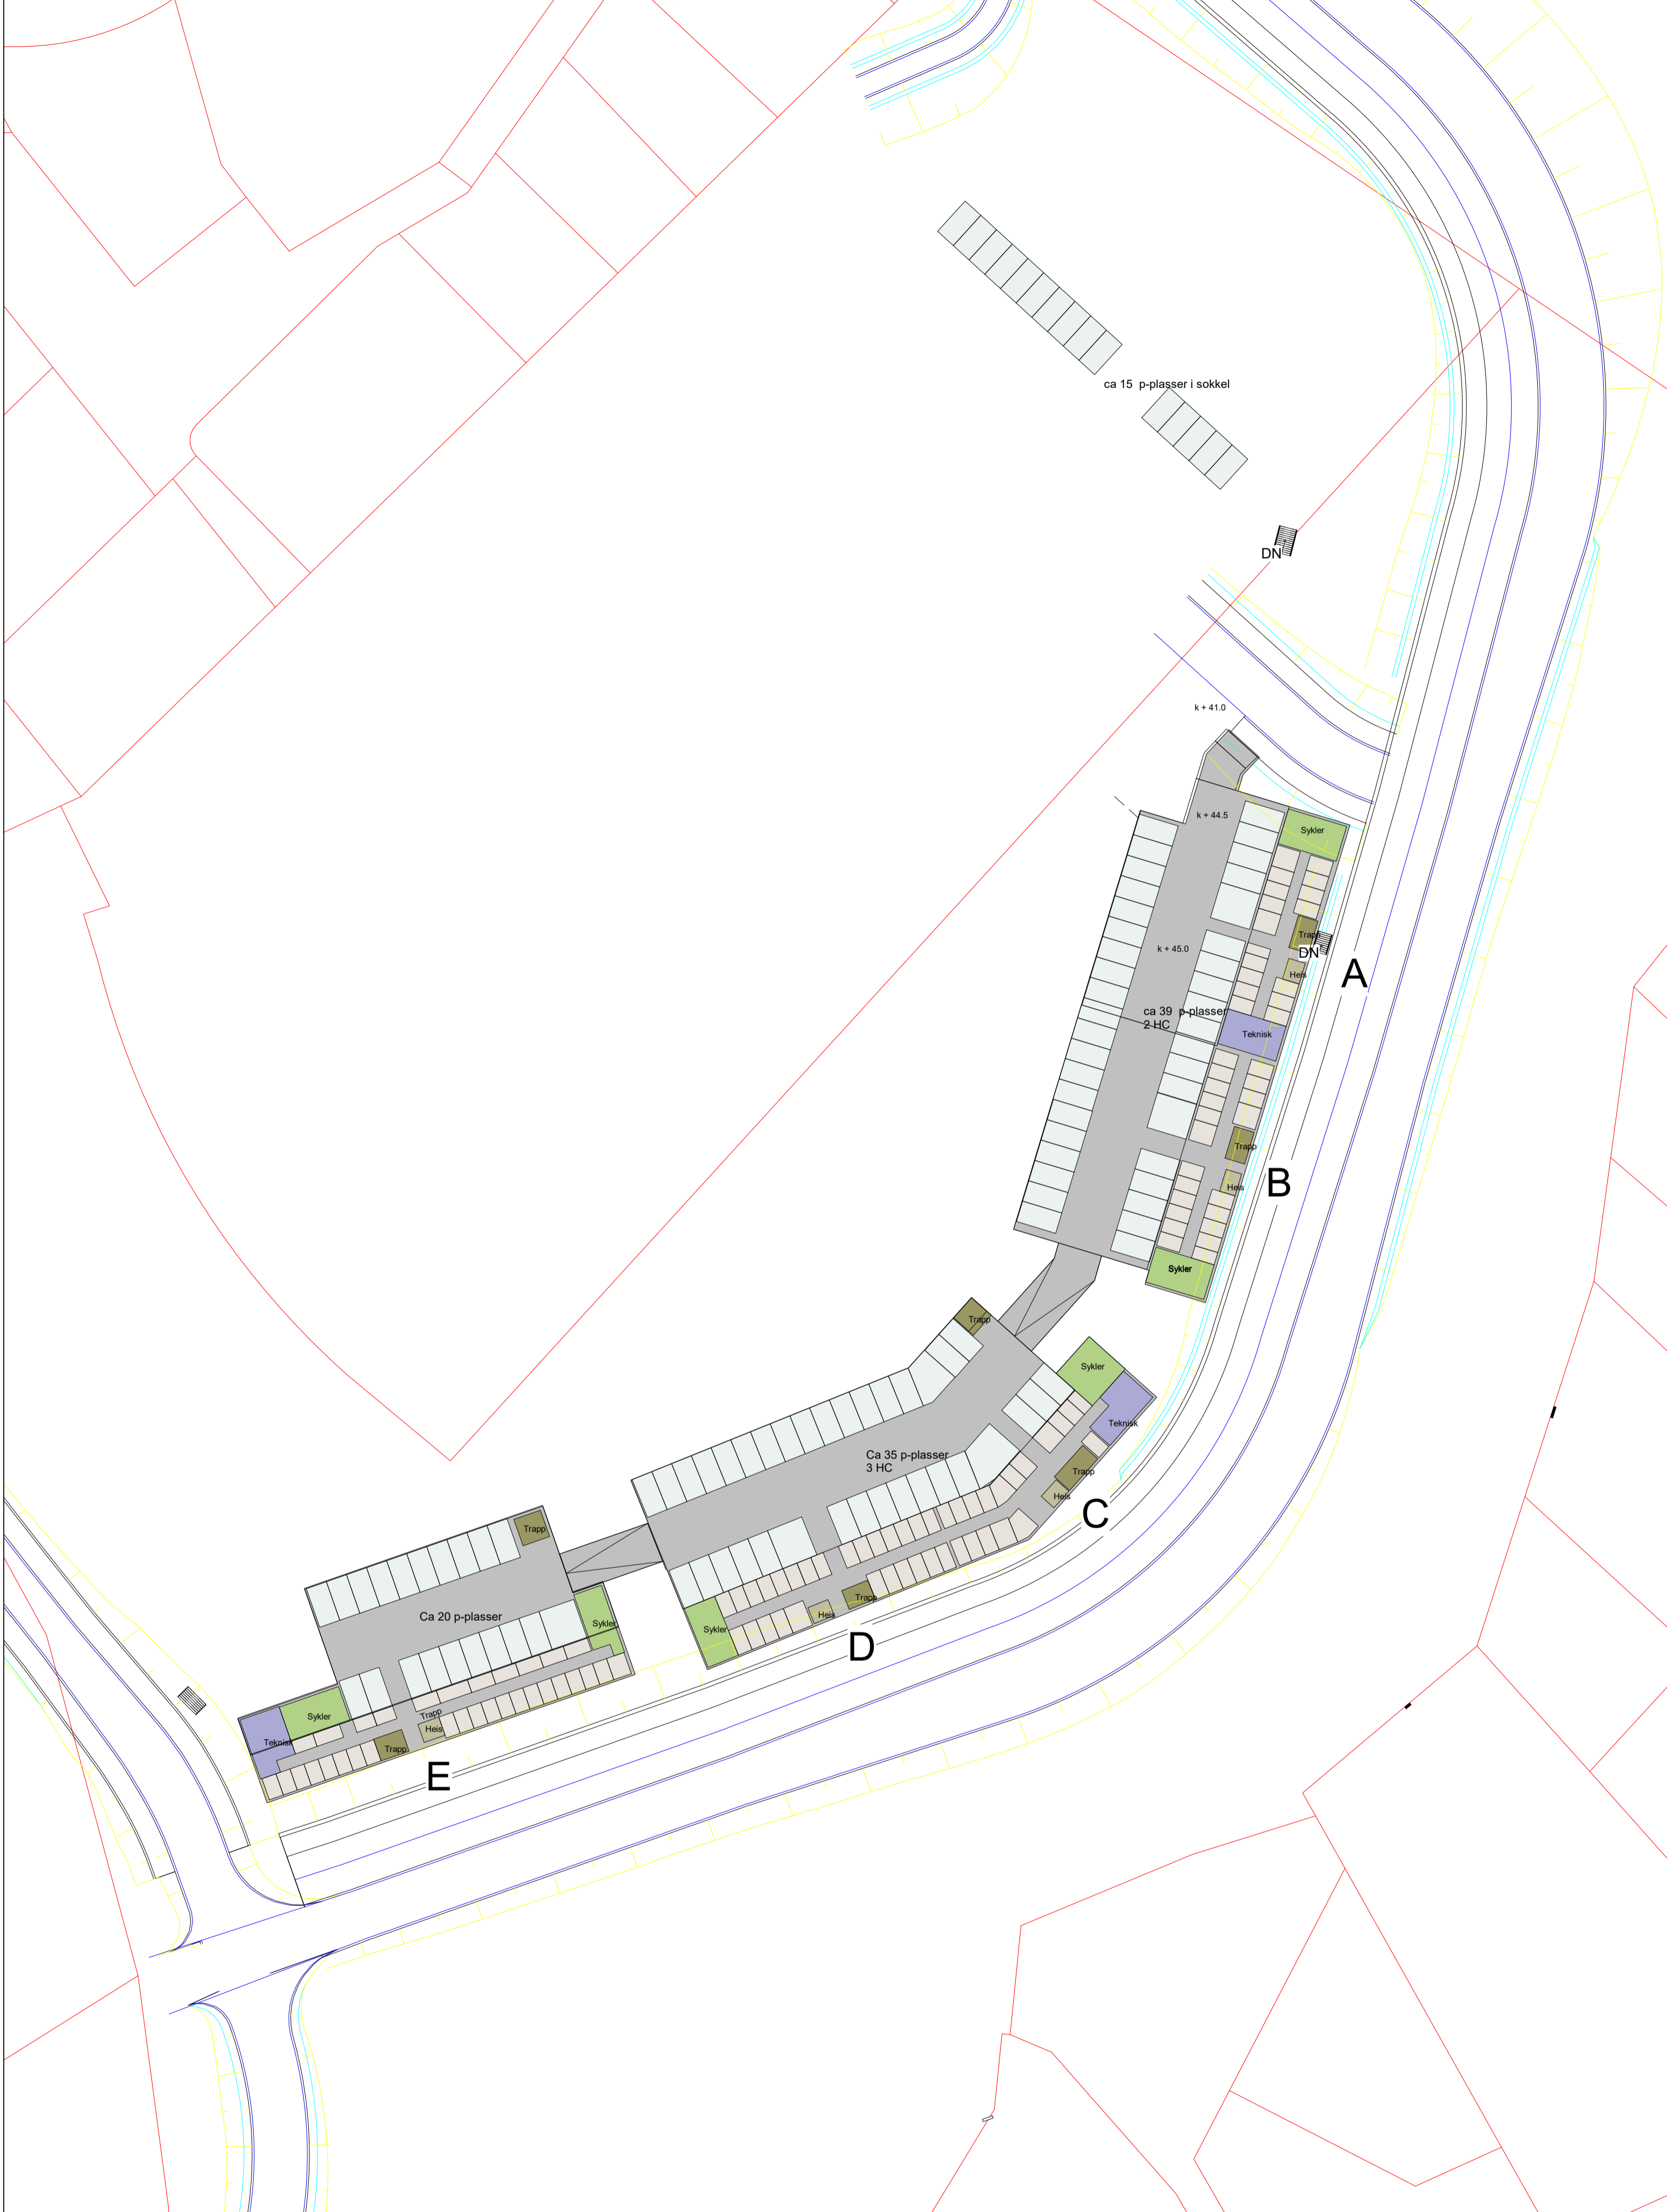 ca 15  p-plasser i sokkel
DN
k + 41.0
k + 44.5
Sykler
Trapp
DN
k + 45.0
Heis
A
ca 39  p-plasser
2 HC
Teknisk
Trapp
Heis
B
Sykler
Trapp
Sykler
Teknisk
Ca 35 p-plasser
3 HC
Trapp
Heis
C
Trapp
Ca 20 p-plasser
Sykler
Sykler
Heis
Trapp
D
Sykler
Trapp
Heis
Teknisk
Trapp
E